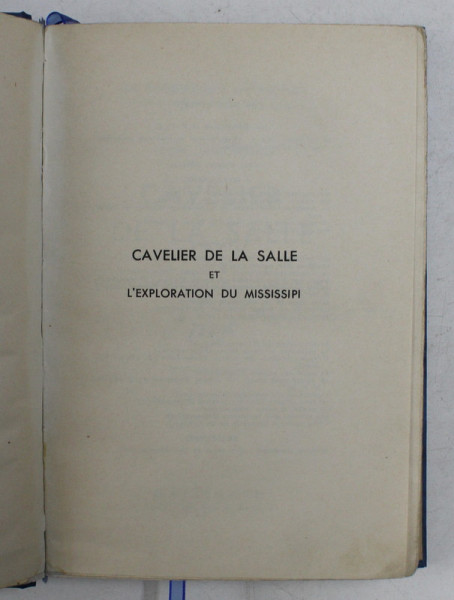 CAVELIER DE LA SALLE
ET
L'EXPLORATION DU MISSISSIPI